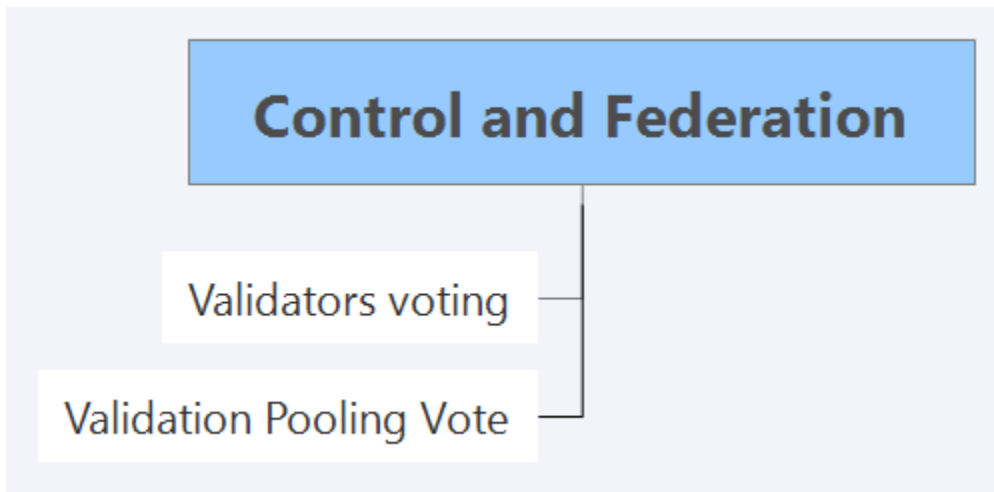 Control and Federation
Validators voting
Validation Pooling Vote